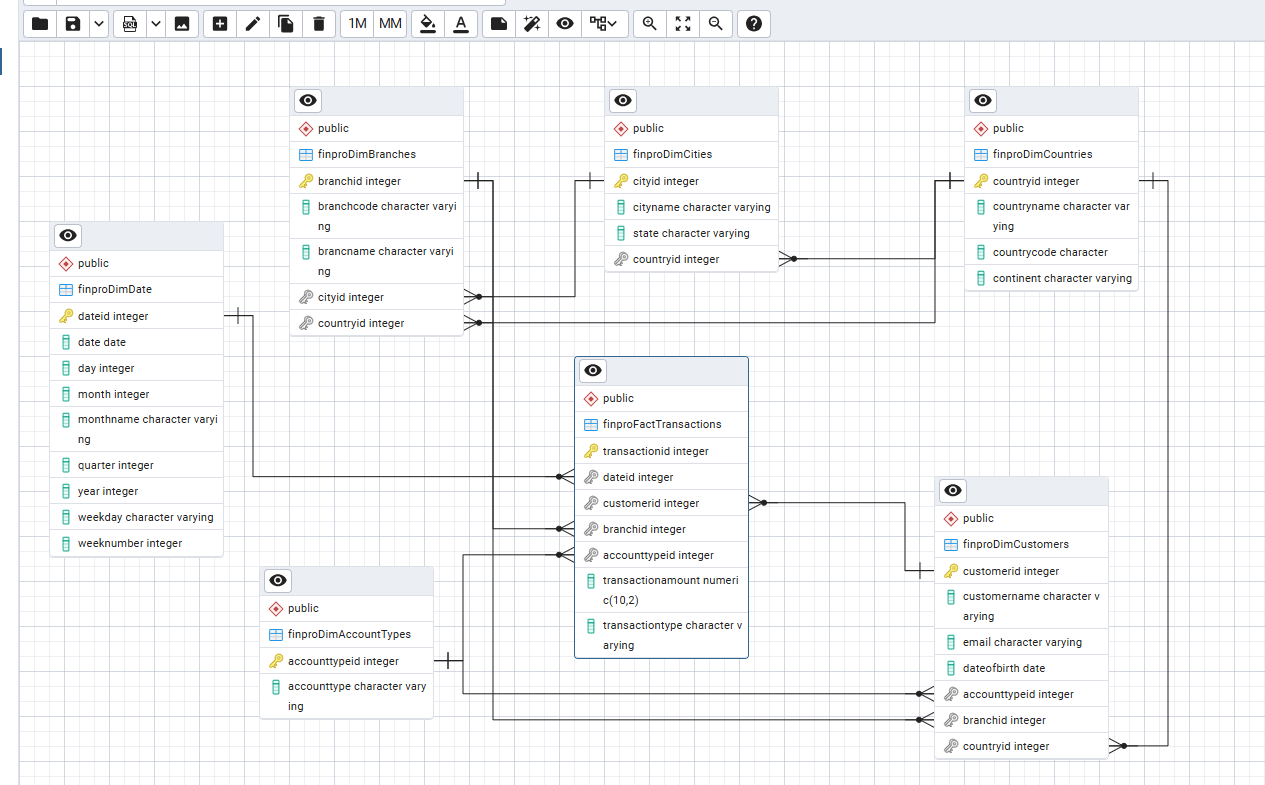 SQL
1M
MM
public
finproDimBranches
branchid integer
branchcode character varyi
ng
brancname character varyi
ng
cityid integer
countryid integer
public
finproDimCities
cityid integer
cityname character varying
state character varying
countryid integer
public
finproDimCountries
countryid integer
countryname character var
ying
countrycode character
continent character varying
public
finproDimDate
dateid integer
date date
day integer
month integer
monthname character varyi
ng
quarter integer
year integer
weekday character varying
weeknumber integer
public
finproFactTransactions
transactionid integer
dateid integer
customerid integer
branchid integer
accounttypeid integer
transactionamount numeri
c(10,2)
transactiontype character v
arying
public
finproDimCustomers
customerid integer
customername character v
arying
email character varying
dateofbirth date
accounttypeid integer
branchid integer
countryid integer
public
finproDimAccountTypes
accounttypeid integer
accounttype character vary
ing